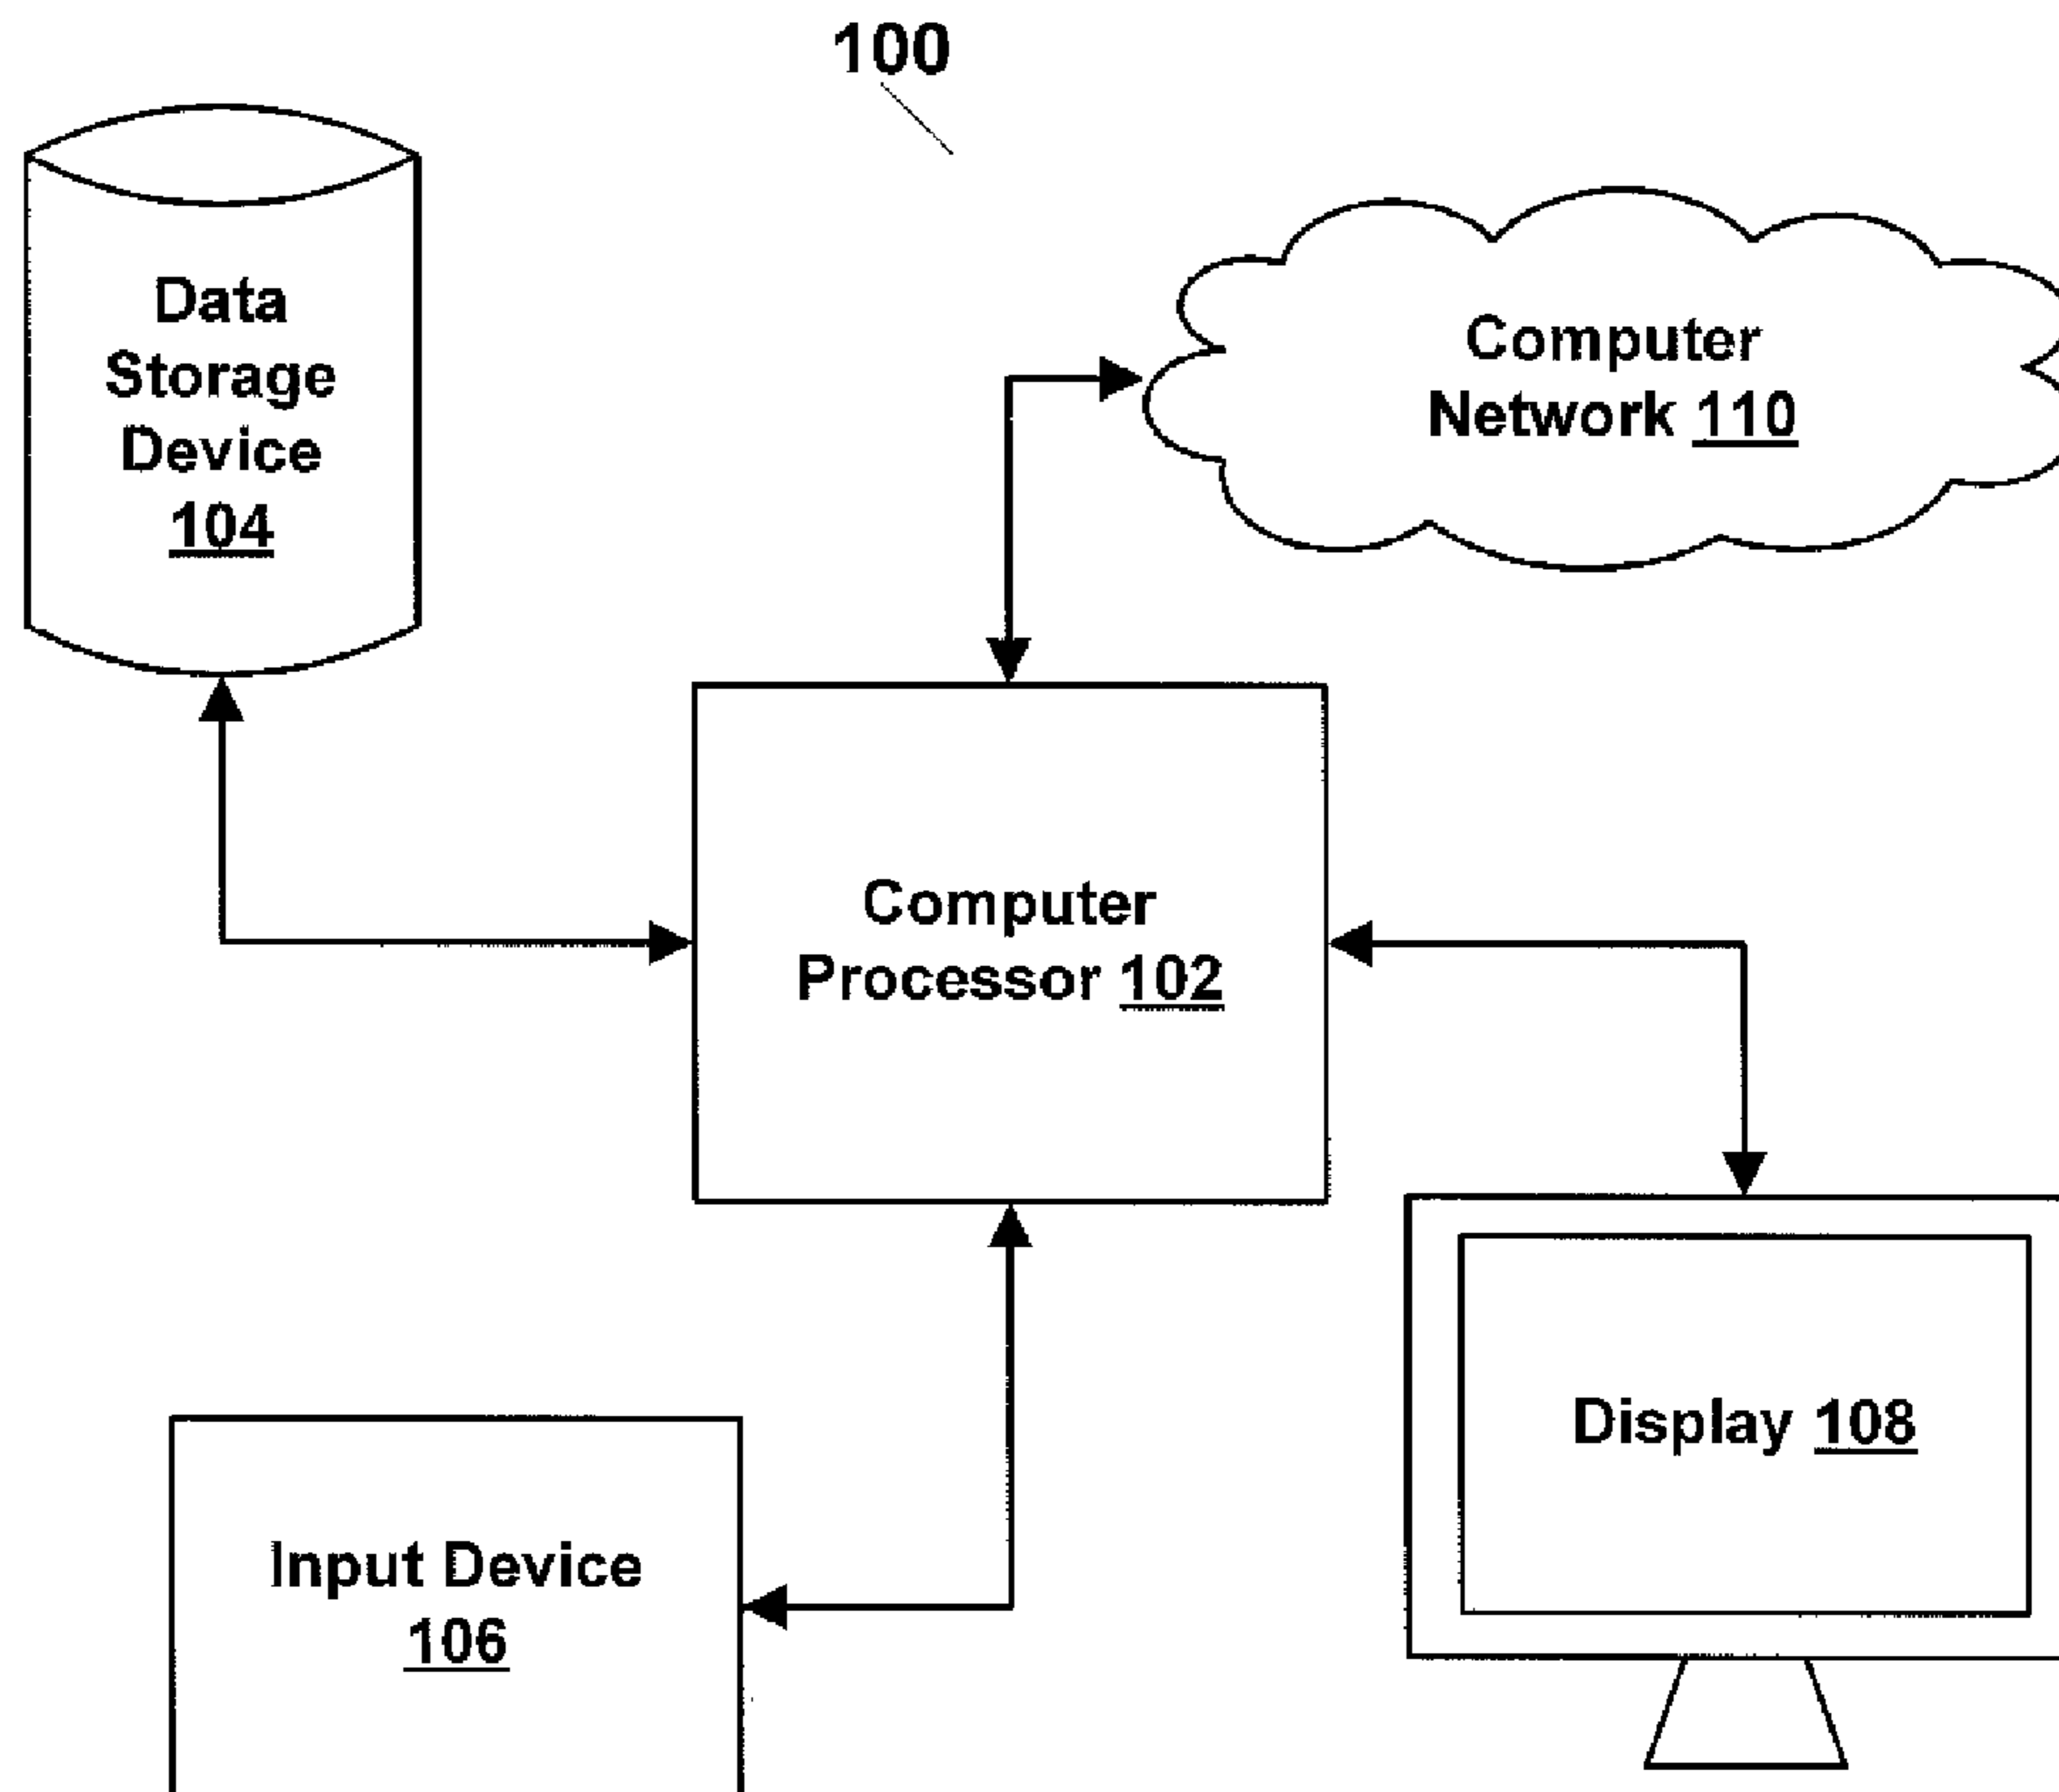 100
Data
Storage
Device
104
Computer
Network 110
Computer
Processor 102
Display 108
Input Device
106